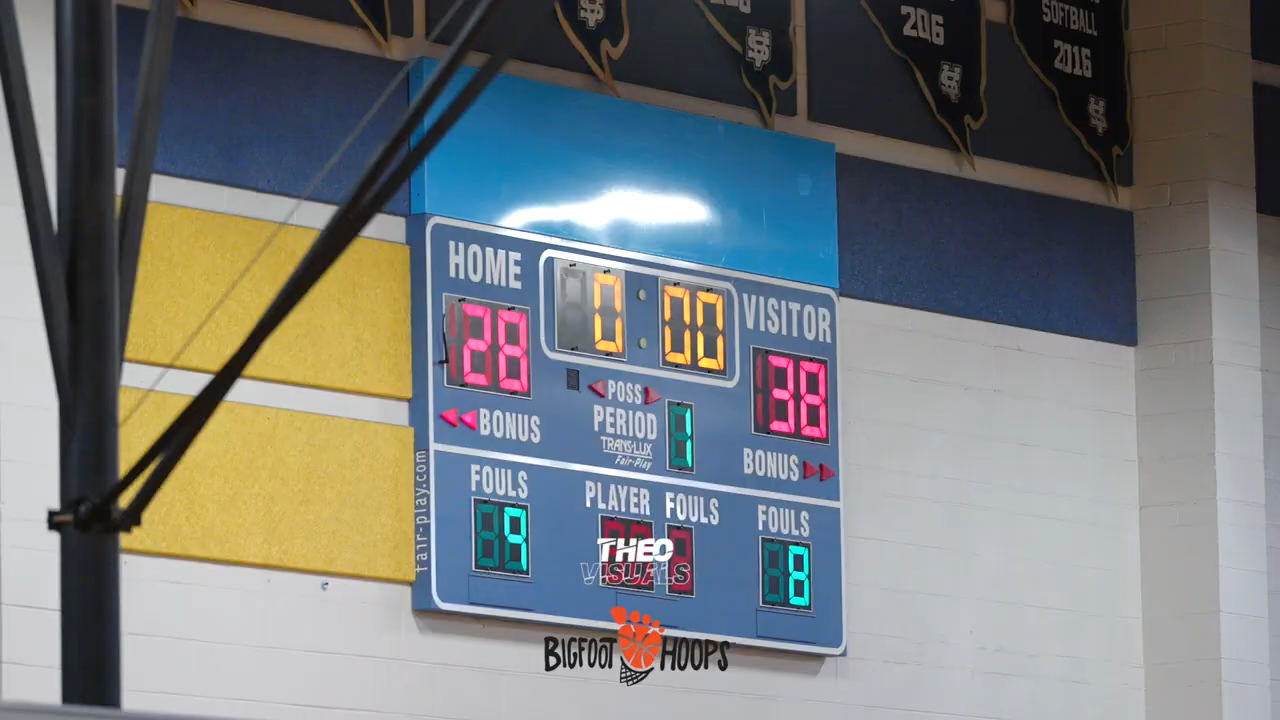 206
SOFTBALL
2016
HOME
0 00
VISITOR
28
38
POSS
PERIOD
1
TRANS-LUX
Fair-Play
BONUS
BONUS
fair-play.com
FOULS
PLAYER FOULS
FOULS
9
8
THEO
VISUALS
BIGFOOT HOOPS